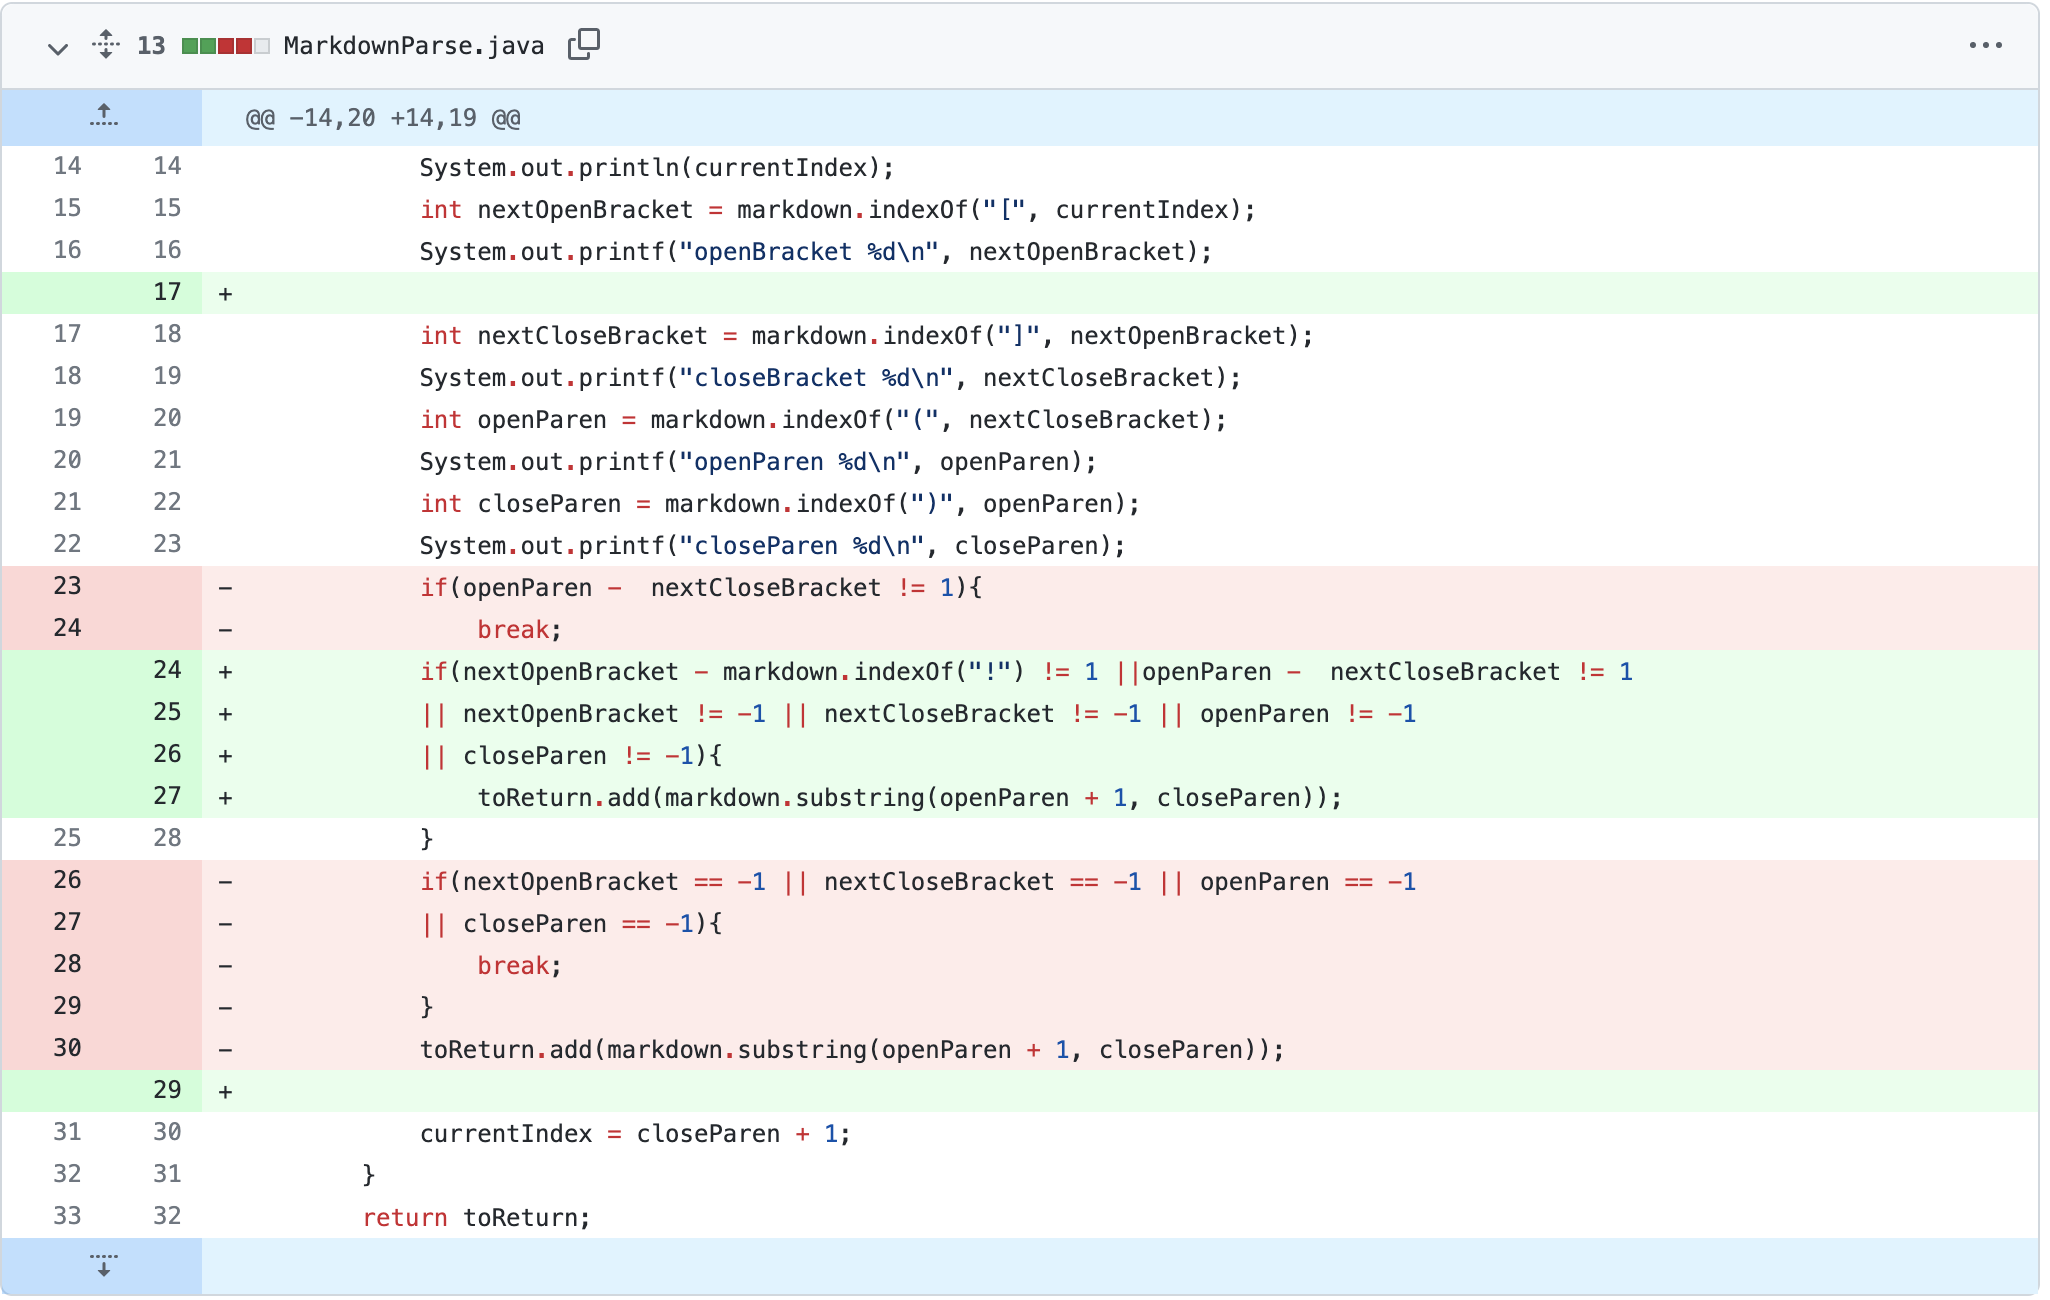 13 MarkdownParse.java
@@ -14,20 +14,19 @@
14 14 System.out.println(currentIndex);
15 15 int nextOpenBracket = markdown.indexOf("[", currentIndex);
16 16 System.out.printf("openBracket %d\n", nextOpenBracket);
17 +
17 18 int nextCloseBracket = markdown.indexOf("]", nextOpenBracket);
18 19 System.out.printf("closeBracket %d\n", nextCloseBracket);
19 20 int openParen = markdown.indexOf("(", nextCloseBracket);
20 21 System.out.printf("openParen %d\n", openParen);
21 22 int closeParen = markdown.indexOf(")", openParen);
22 23 System.out.printf("closeParen %d\n", closeParen);
23 - if(openParen -  nextCloseBracket != 1){
24 - break;
24 + if(nextOpenBracket - markdown.indexOf("!") != 1 ||openParen -  nextCloseBracket != 1
25 + || nextOpenBracket != -1 || nextCloseBracket != -1 || openParen != -1
26 + || closeParen != -1){
27 + toReturn.add(markdown.substring(openParen + 1, closeParen));
25 28 }
26 - if(nextOpenBracket == -1 || nextCloseBracket == -1 || openParen == -1
27 - || closeParen == -1){
28 - break;
29 - }
30 - toReturn.add(markdown.substring(openParen + 1, closeParen));
29 +
31 30 currentIndex = closeParen + 1;
32 31 }
33 32 return toReturn;